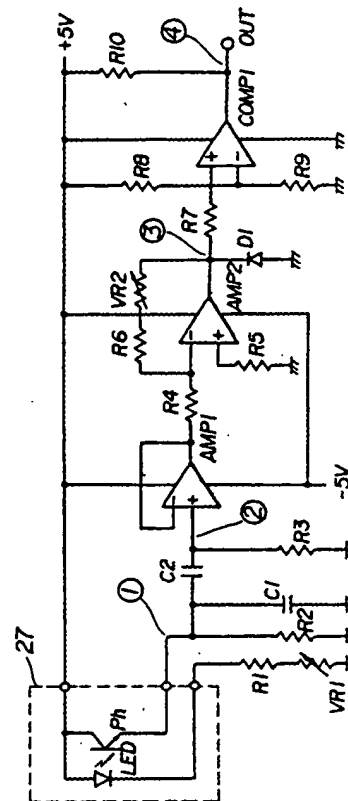 27
+5V
Ph
LED
①
R1
VR1
R2
C1
C2
②
R3
AMP1
R4
R6
VR2
R5
AMP2
③
D1
R7
R8
R9
COMP1
R10
④
OUT
-5V
+
-
-
+
+
-